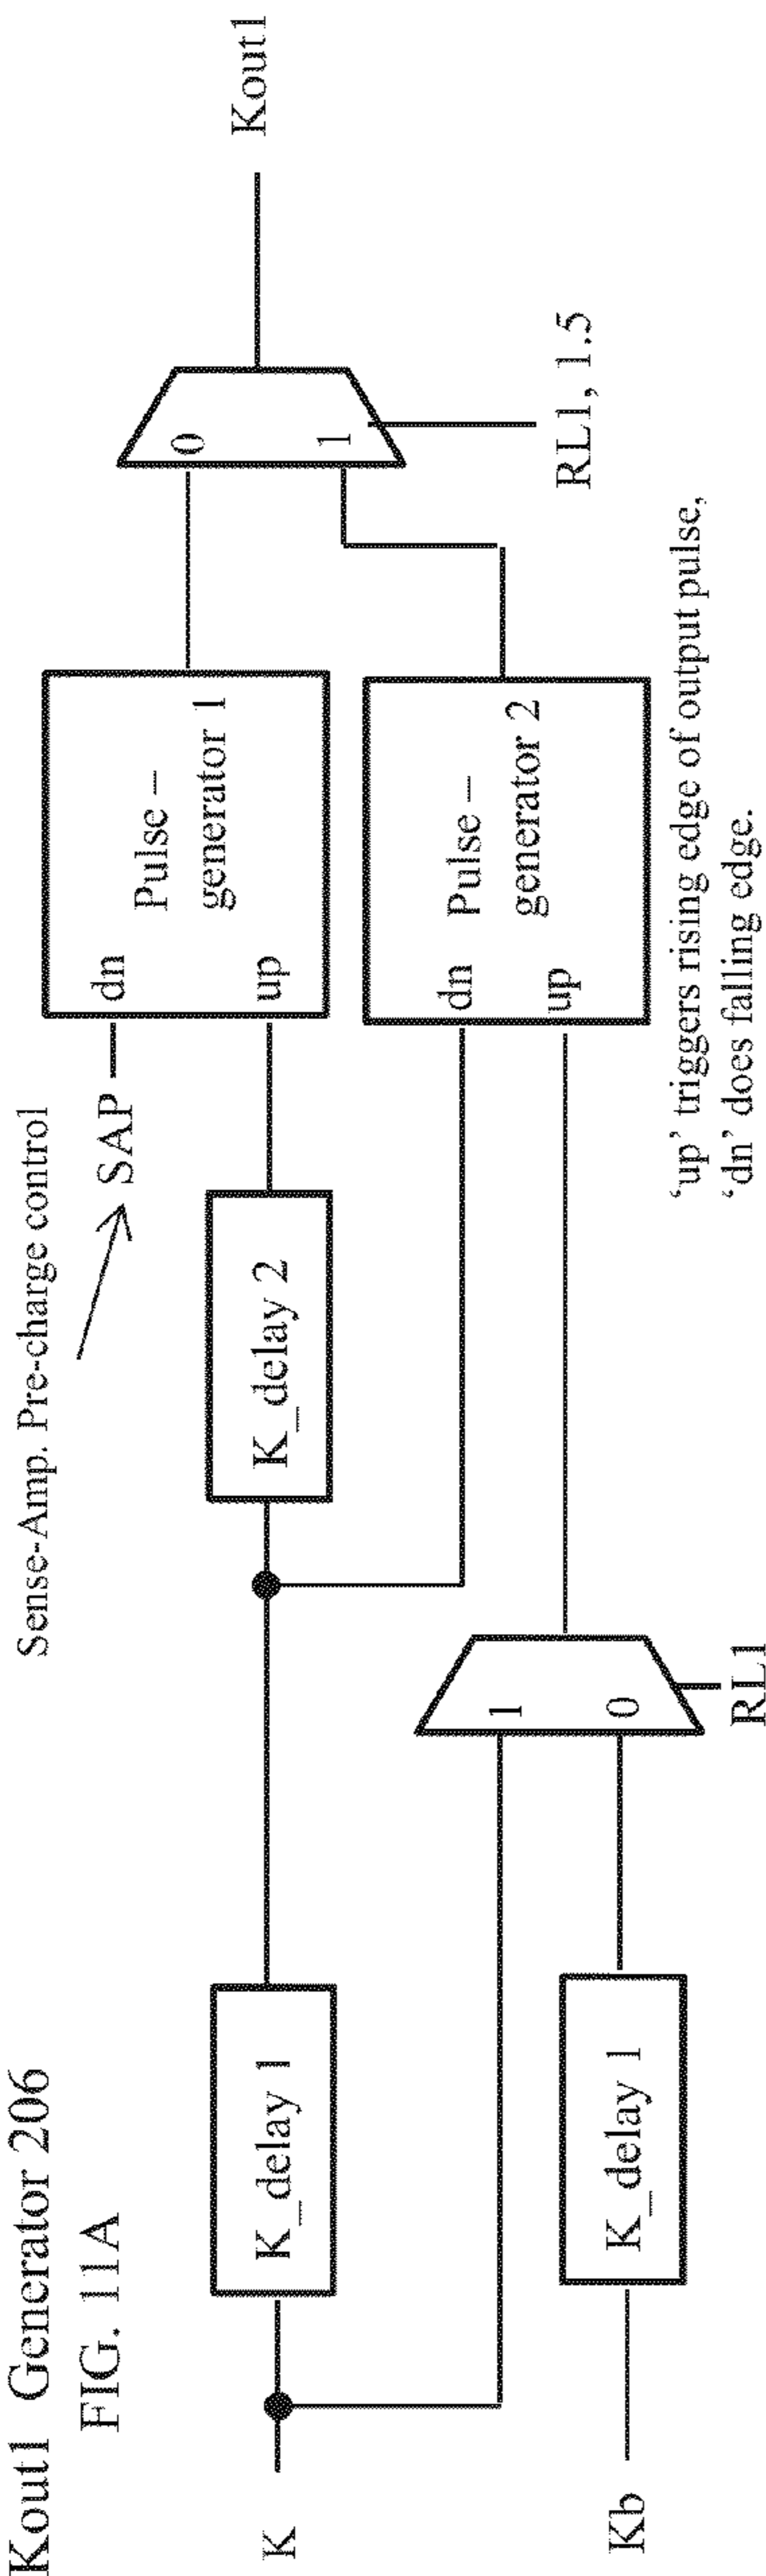 Kout1 Generator 206
FIG. 11A
Sense-Amp. Pre-charge control
SAP
K
K_delay 1
K_delay 2
dn
up
Pulse –
generator 1
0
1
Kout1
RL1, 1.5
Kb
K_delay 1
1
0
RL1
dn
up
Pulse –
generator 2
‘up’ triggers rising edge of output pulse,
‘dn’ does falling edge.